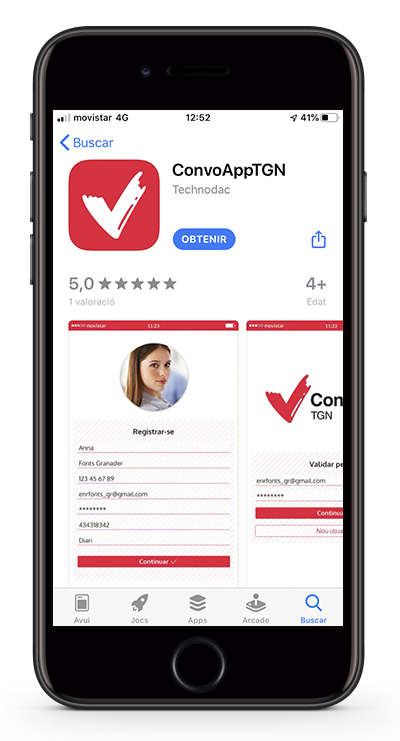 movistar 4G 12:52 41%
Buscar
ConvoAppTGN
Technodac
OBTENIR
5,0 ★★★★★ 4+
1 valoració Edat
movistar 11:23
Registrar-se
Anna
Fonts Granader
123 45 67 89
enrfonts_gr@gmail.com
********
434318342
Diari
Continuar ✓
movistar 11:23
Con
TGN
Validar pe
enrfonts_gr@gmail.com
********
Continua
Nou usua
Avui Jocs Apps Arcade Buscar